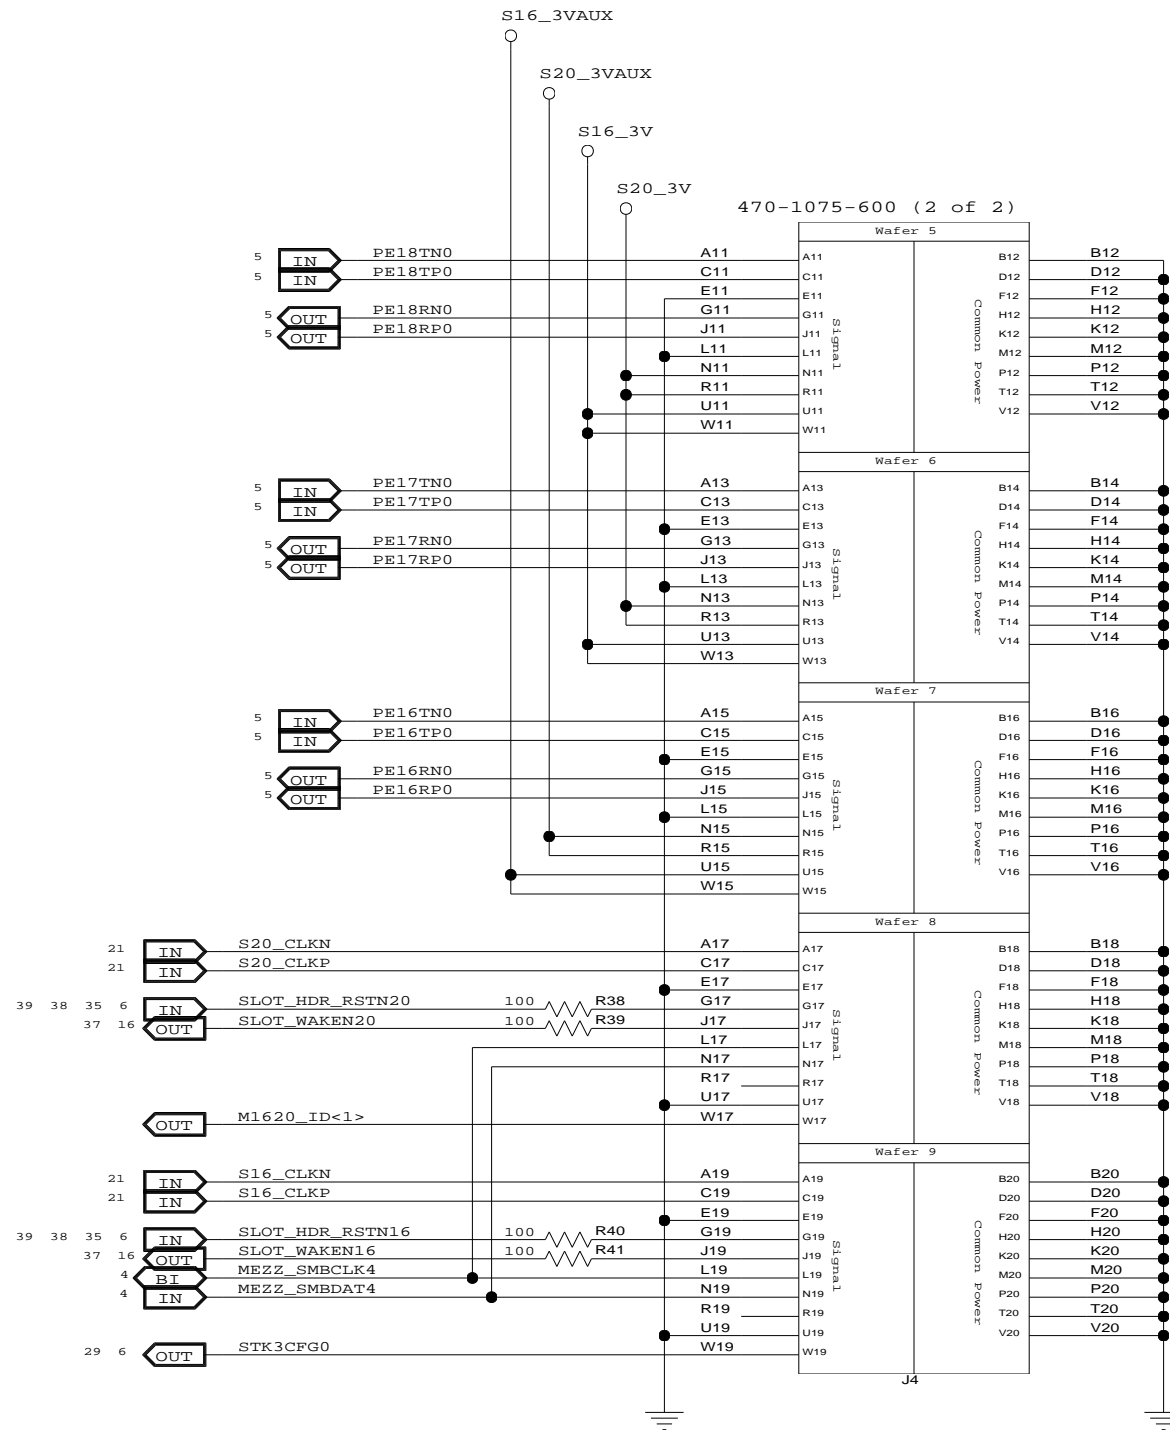 S16_3VAUX
S20_3VAUX
S16_3V
S20_3V
470-1075-600 (2 of 2)
Wafer 5
5 IN PE18TN0 A11 A11 B12 B12
5 IN PE18TP0 C11 C11 D12 D12
E11 E11 F12 F12
5 OUT PE18RN0 G11 G11 H12 H12
5 OUT PE18RP0 J11 J11 K12 K12
L11 L11 M12 M12
N11 N11 P12 P12
R11 R11 T12 T12
U11 U11 V12 V12
W11 W11
Signal
Common Power
Wafer 6
5 IN PE17TN0 A13 A13 B14 B14
5 IN PE17TP0 C13 C13 D14 D14
E13 E13 F14 F14
5 OUT PE17RN0 G13 G13 H14 H14
5 OUT PE17RP0 J13 J13 K14 K14
L13 L13 M14 M14
N13 N13 P14 P14
R13 R13 T14 T14
U13 U13 V14 V14
W13 W13
Signal
Common Power
Wafer 7
5 IN PE16TN0 A15 A15 B16 B16
5 IN PE16TP0 C15 C15 D16 D16
E15 E15 F16 F16
5 OUT PE16RN0 G15 G15 H16 H16
5 OUT PE16RP0 J15 J15 K16 K16
L15 L15 M16 M16
N15 N15 P16 P16
R15 R15 T16 T16
U15 U15 V16 V16
W15 W15
Signal
Common Power
Wafer 8
21 IN S20_CLKN A17 A17 B18 B18
21 IN S20_CLKP C17 C17 D18 D18
E17 E17 F18 F18
39 38 35 6 IN SLOT_HDR_RSTN20 100 R38 G17 G17 H18 H18
37 16 OUT SLOT_WAKEN20 100 R39 J17 J17 K18 K18
L17 L17 M18 M18
N17 N17 P18 P18
R17 R17 T18 T18
U17 U17 V18 V18
OUT M1620_ID<1> W17 W17
Signal
Common Power
Wafer 9
21 IN S16_CLKN A19 A19 B20 B20
21 IN S16_CLKP C19 C19 D20 D20
E19 E19 F20 F20
39 38 35 6 IN SLOT_HDR_RSTN16 100 R40 G19 G19 H20 H20
37 16 OUT SLOT_WAKEN16 100 R41 J19 J19 K20 K20
4 BI MEZZ_SMBCLK4 L19 L19 M20 M20
4 IN MEZZ_SMBDAT4 N19 N19 P20 P20
R19 R19 T20 T20
U19 U19 V20 V20
29 6 OUT STK3CFG0 W19 W19
Signal
Common Power
J4